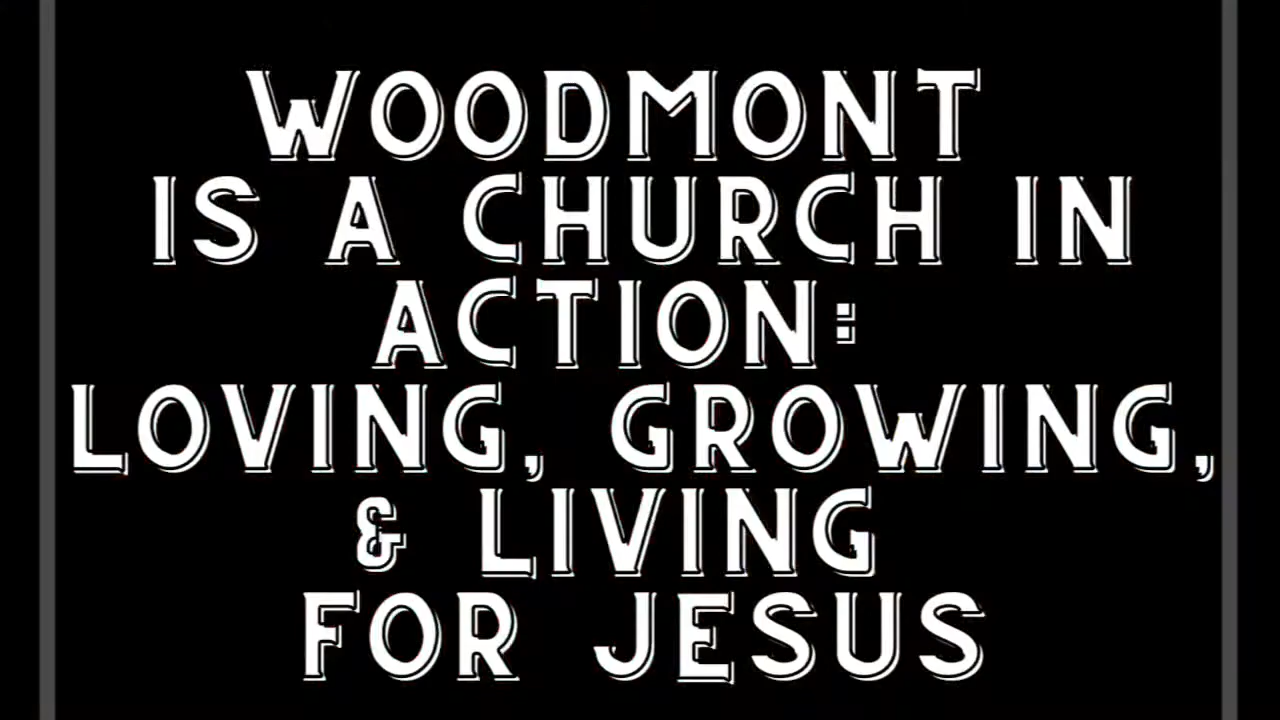 WOODMONT
IS A CHURCH IN
ACTION:
LOVING, GROWING,
& LIVING
FOR JESUS